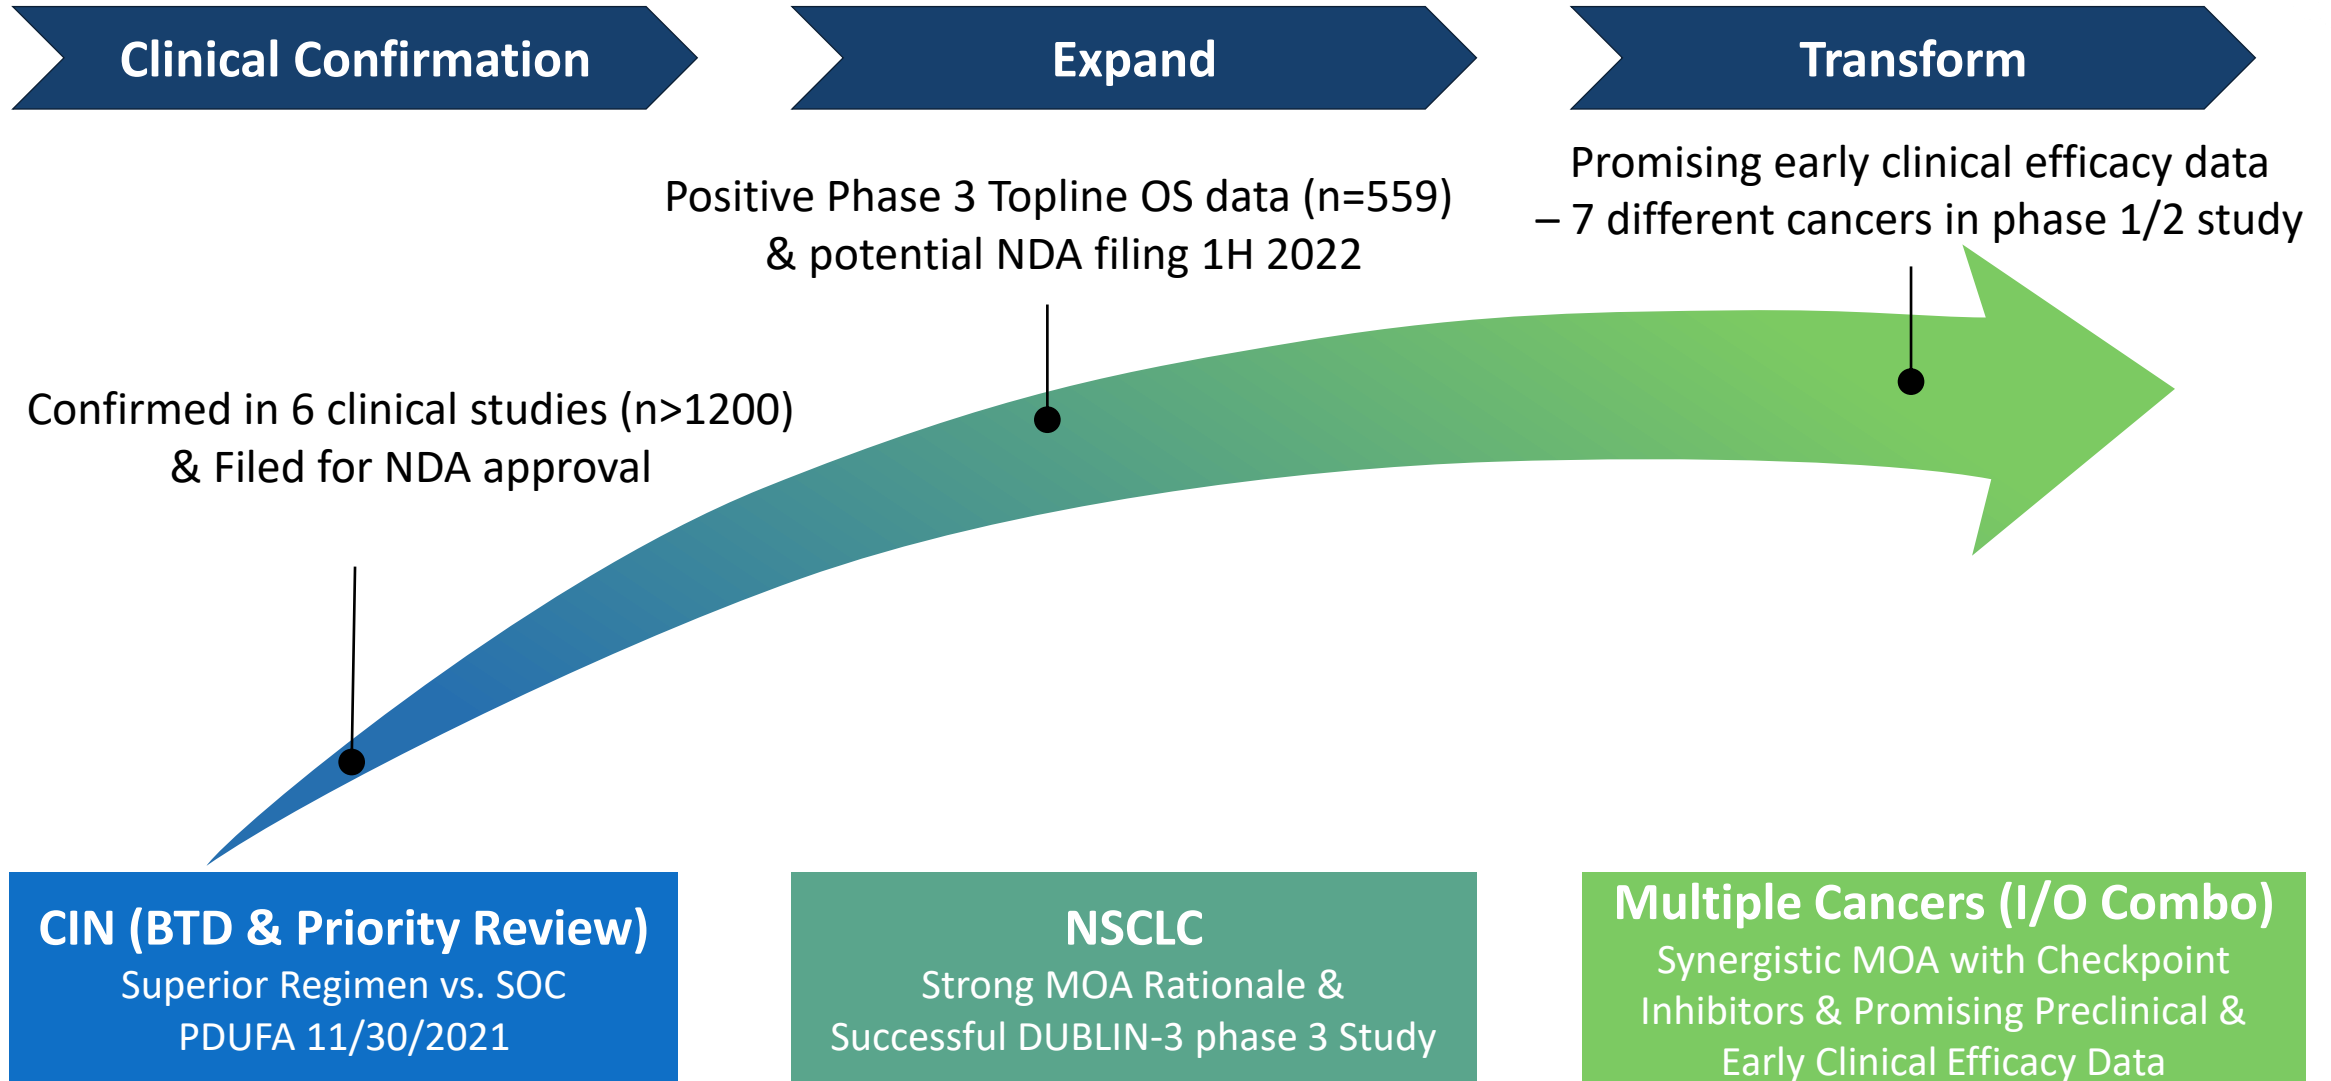 Clinical Confirmation
Expand
Transform
Confirmed in 6 clinical studies (n>1200)
& Filed for NDA approval
Positive Phase 3 Topline OS data (n=559)
& potential NDA filing 1H 2022
Promising early clinical efficacy data
– 7 different cancers in phase 1/2 study
CIN (BTD & Priority Review)
Superior Regimen vs. SOC
PDUFA 11/30/2021
NSCLC
Strong MOA Rationale &
Successful DUBLIN-3 phase 3 Study
Multiple Cancers (I/O Combo)
Synergistic MOA with Checkpoint
Inhibitors & Promising Preclinical &
Early Clinical Efficacy Data